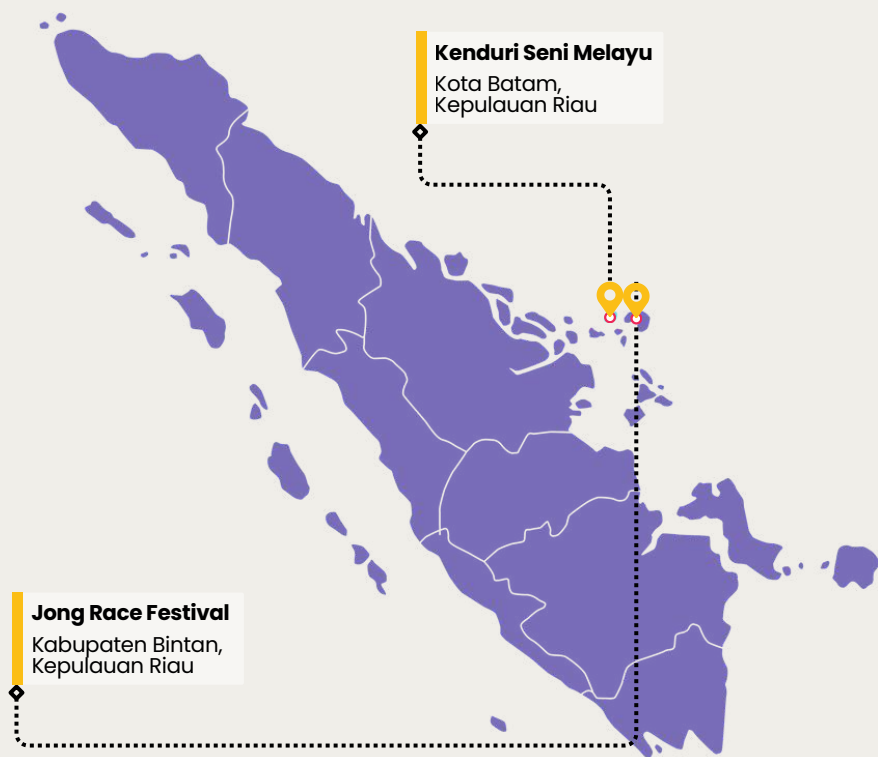 Kenduri Seni Melayu
Kota Batam,
Kepulauan Riau
Jong Race Festival
Kabupaten Bintan,
Kepulauan Riau